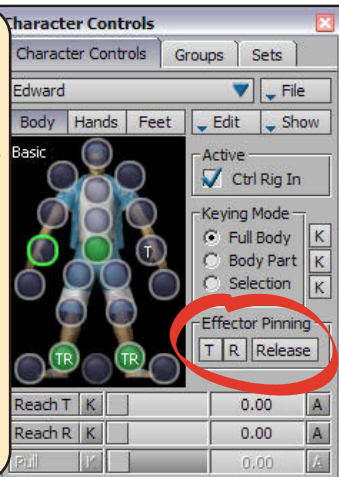 Character Controls
Character Controls Groups Sets
Edward File
Body Hands Feet Edit Show
Basic
Active
Ctrl Rig In
Keying Mode
Full Body K
Body Part K
Selection K
T
Effector Pinning
T R Release
TR TR
Reach T K 0.00 A
Reach R K 0.00 A
Pull K 0.00 A